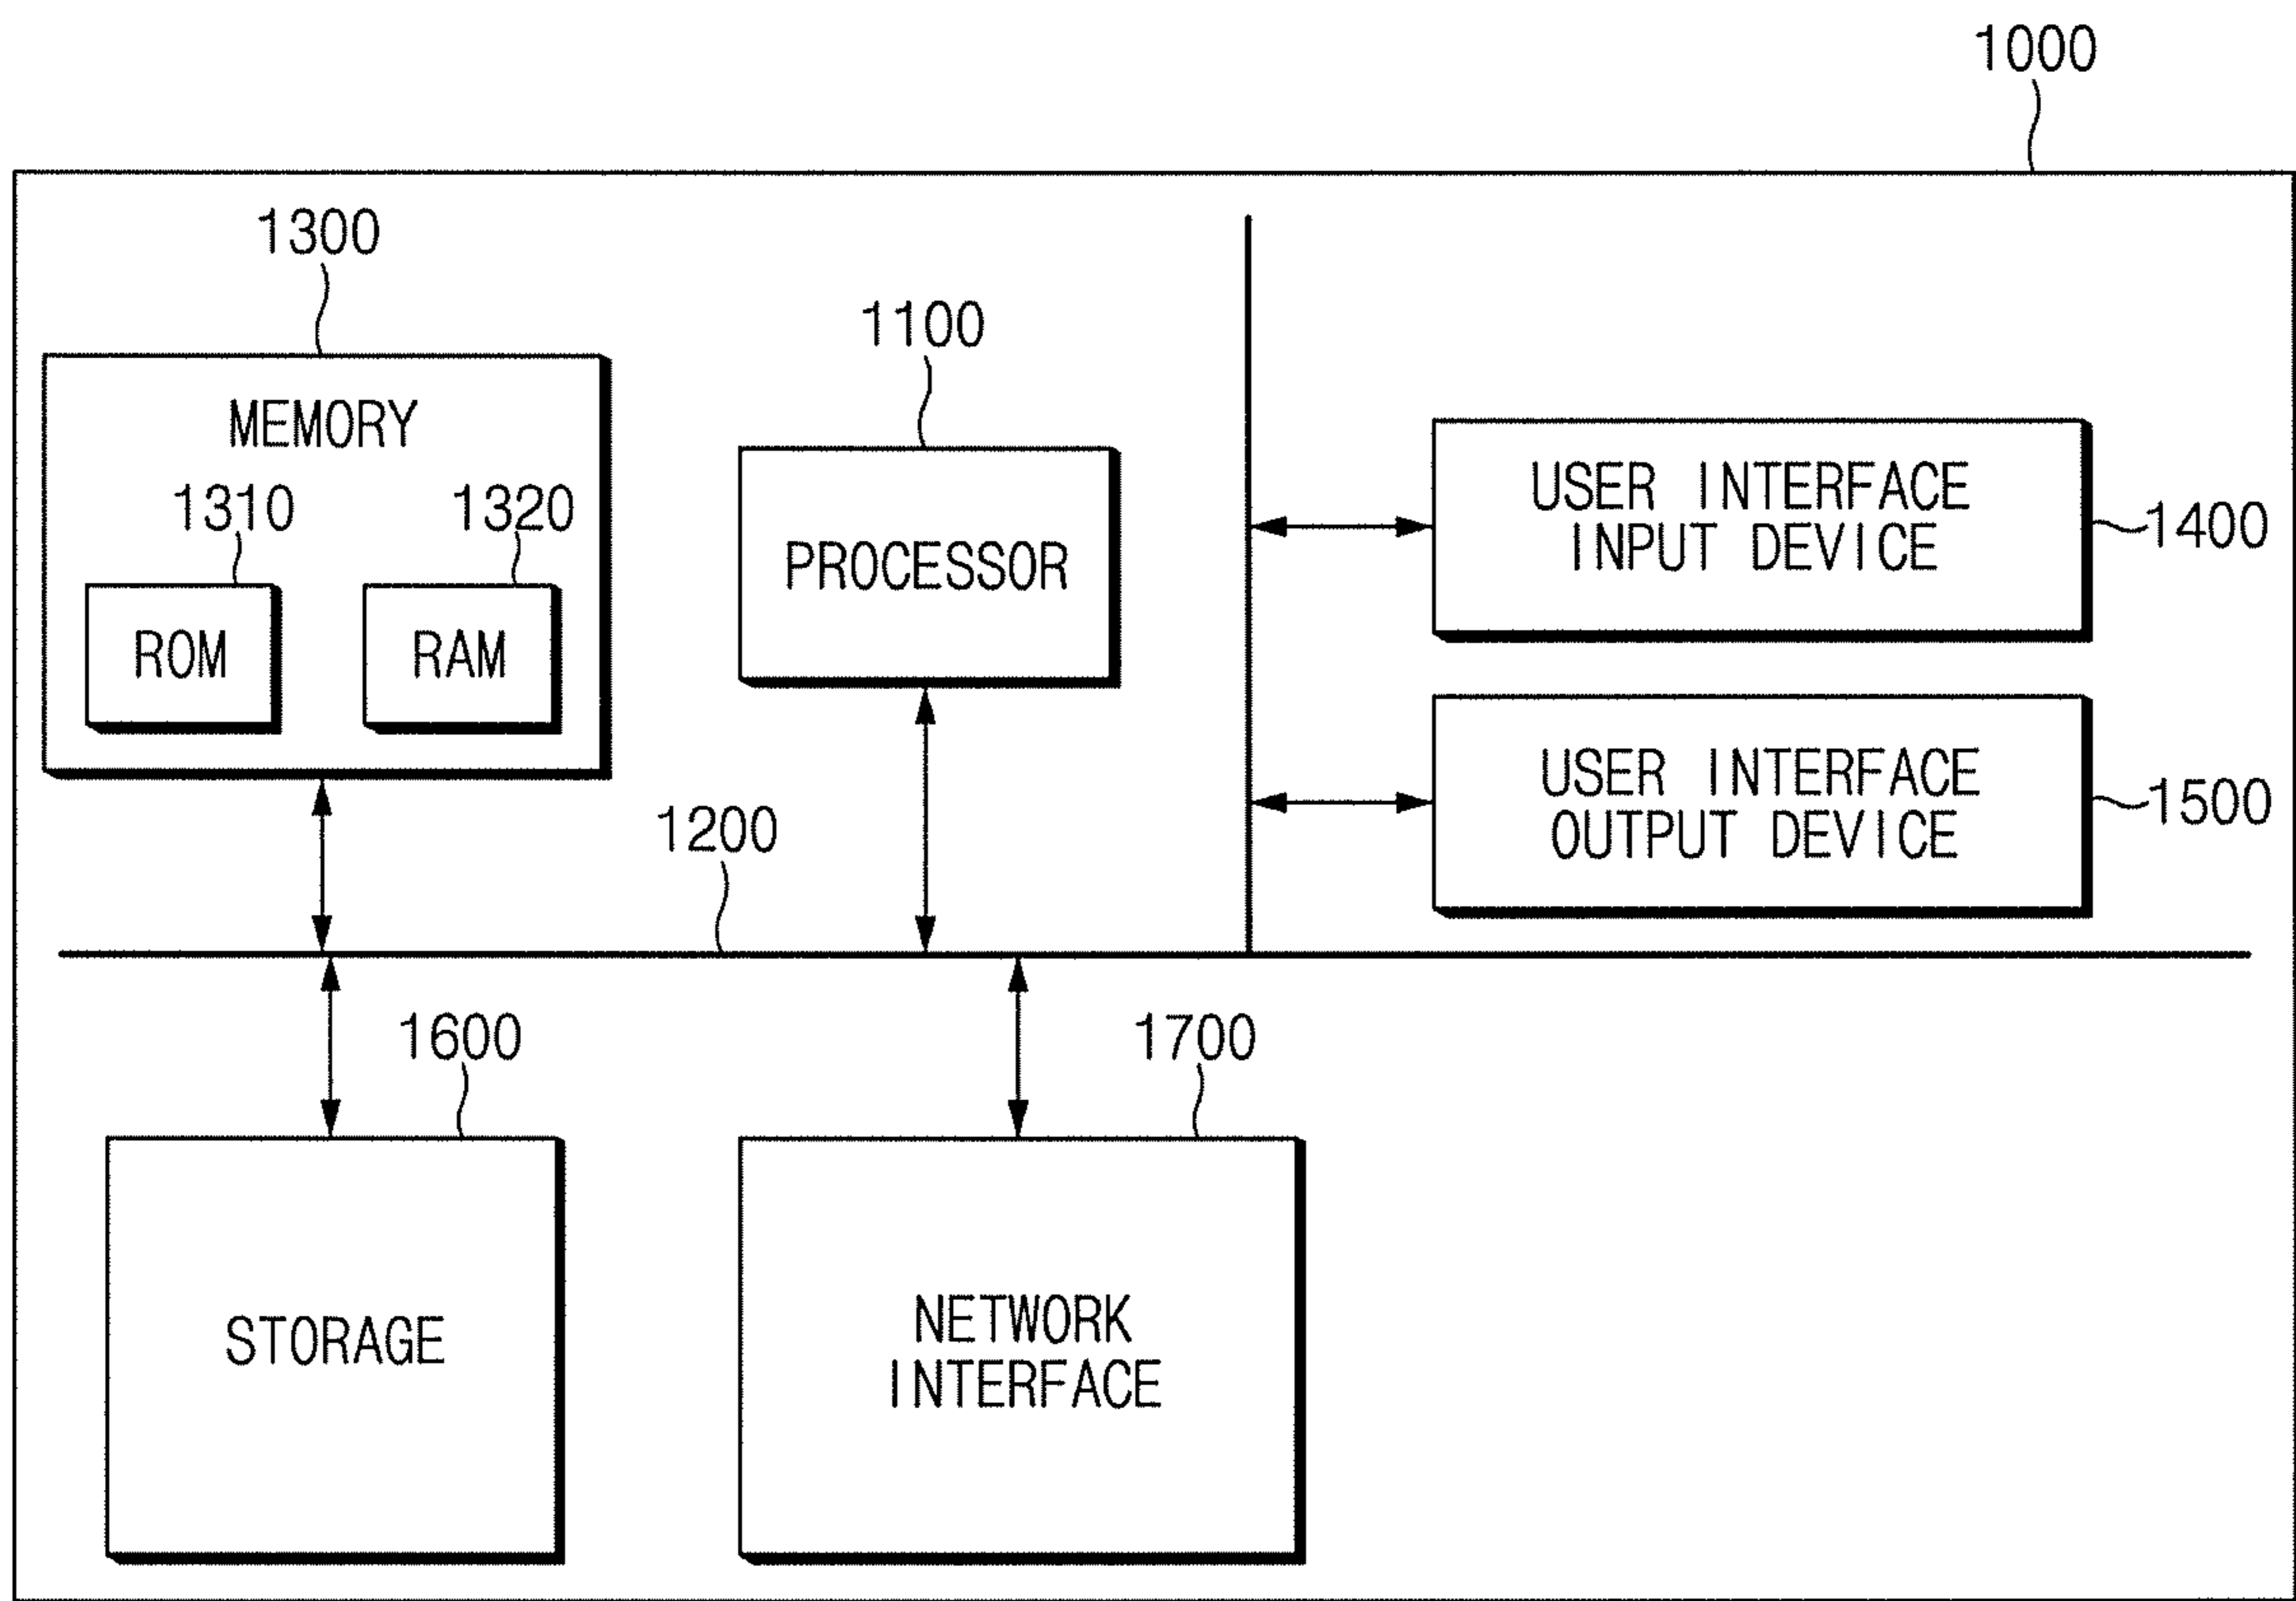 1000
1300
1100
MEMORY
1310
1320
ROM
RAM
PROCESSOR
USER INTERFACE
INPUT DEVICE
1400
USER INTERFACE
OUTPUT DEVICE
1500
1200
1600
1700
STORAGE
NETWORK
INTERFACE